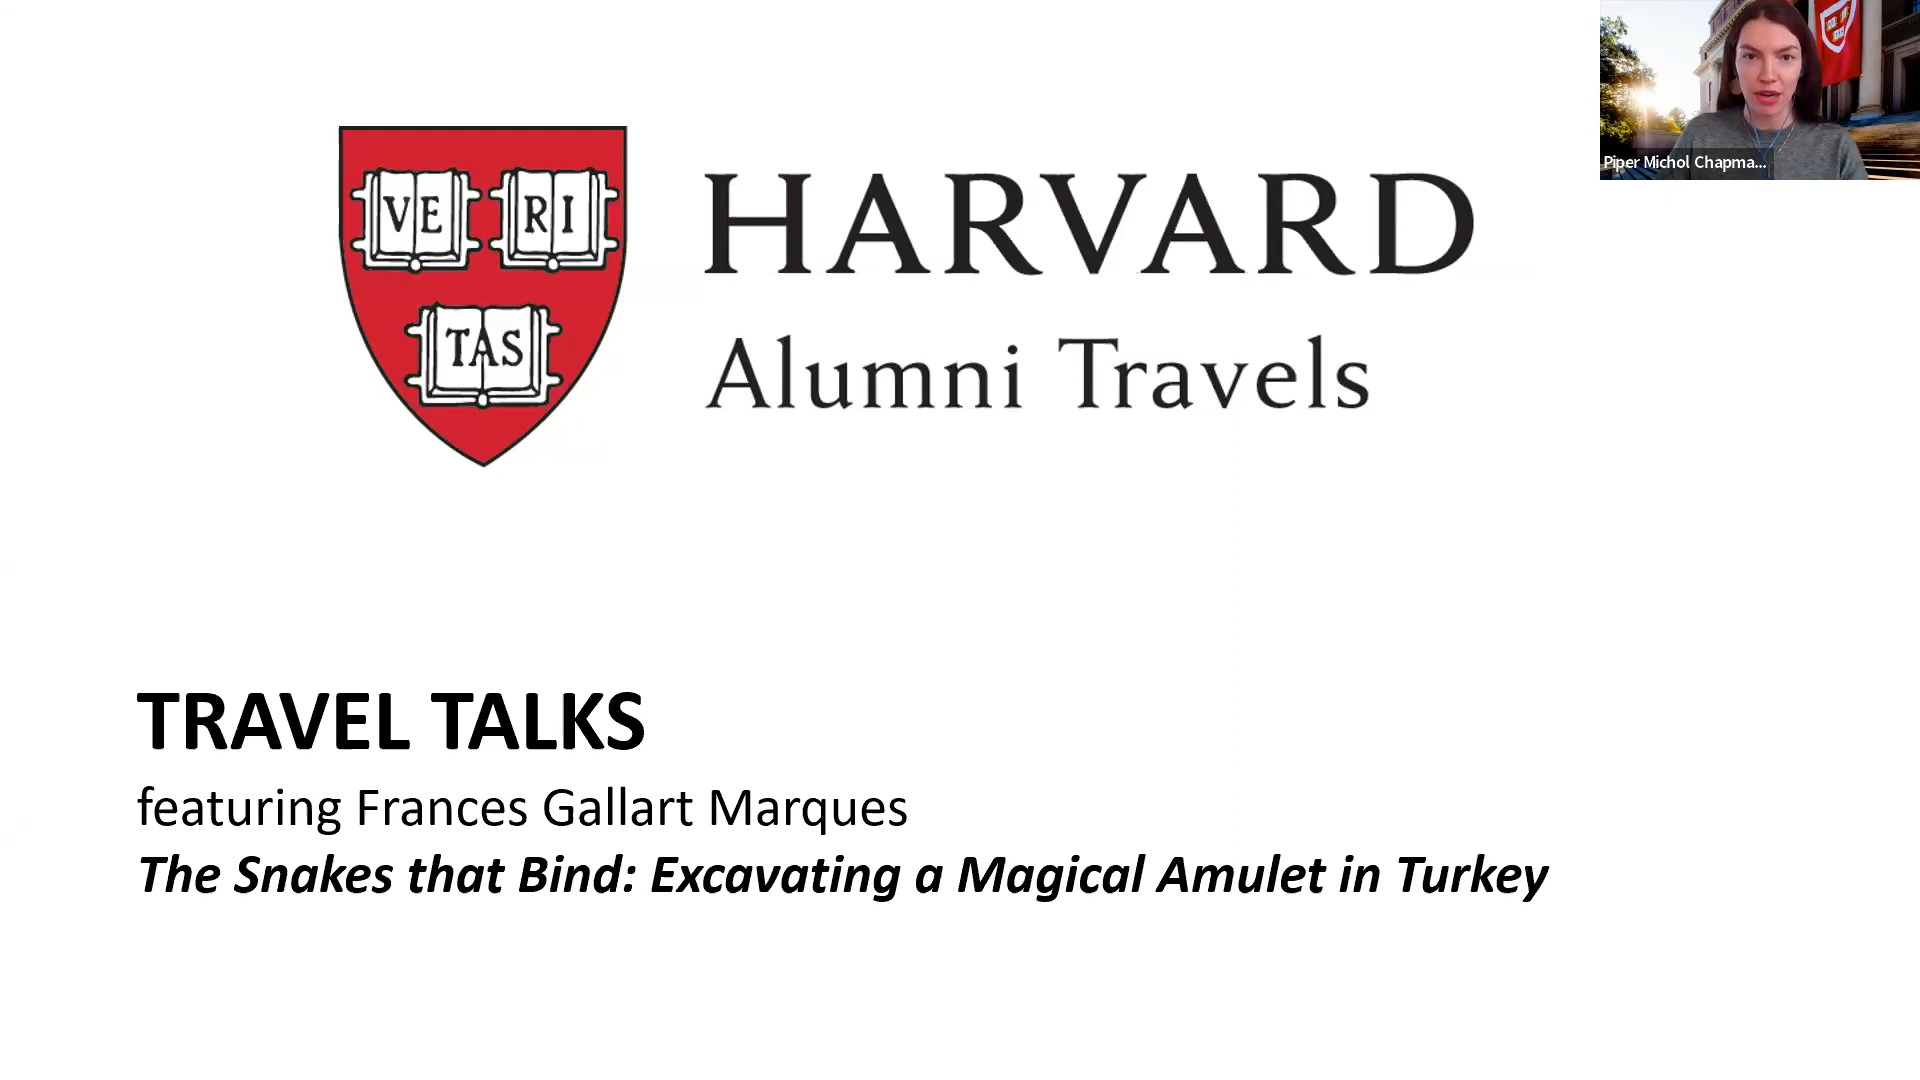 VE RI
TAS
HARVARD
Alumni Travels
Piper Michol Chapma...
TRAVEL TALKS
featuring Frances Gallart Marques
The Snakes that Bind: Excavating a Magical Amulet in Turkey